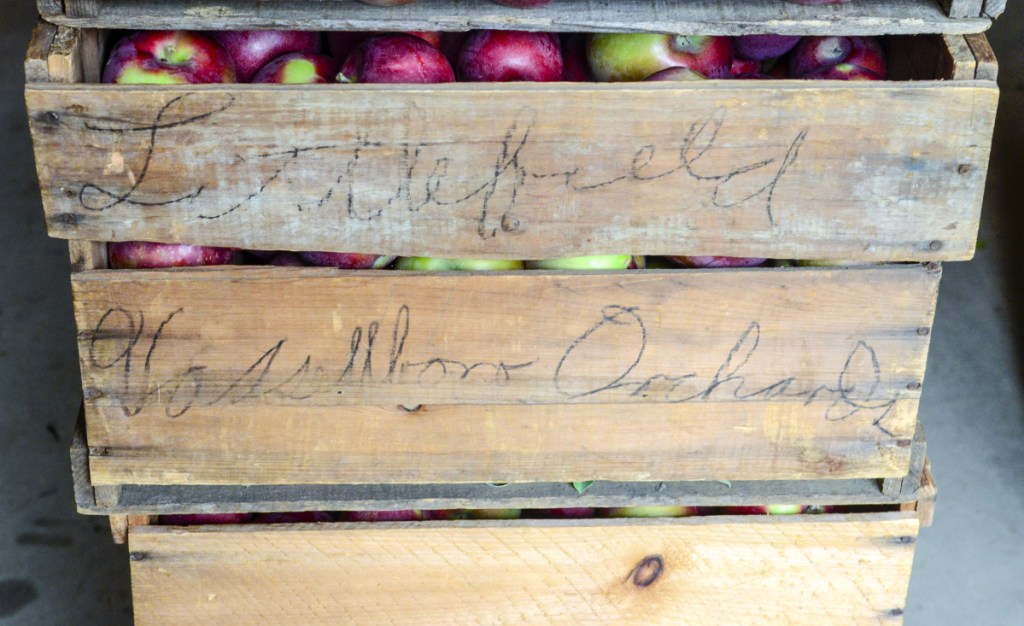 Littlefield
Vassalboro Orchards